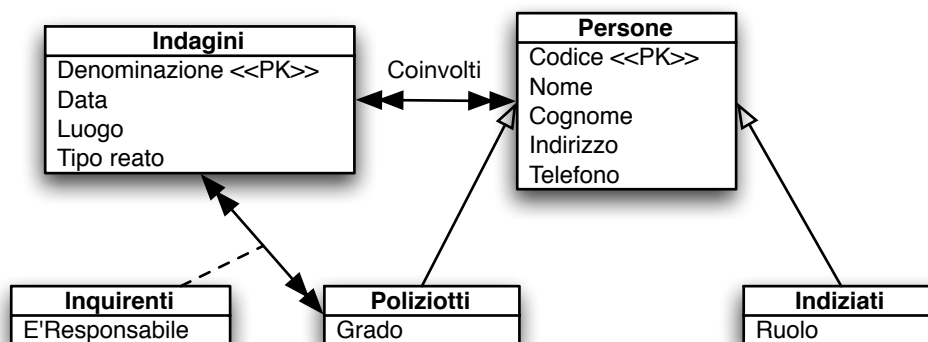 Indagini
Denominazione <<PK>>
Data
Luogo
Tipo reato
Coinvolti
Persone
Codice <<PK>>
Nome
Cognome
Indirizzo
Telefono
Inquirenti
E'Responsabile
Poliziotti
Grado
Indiziati
Ruolo